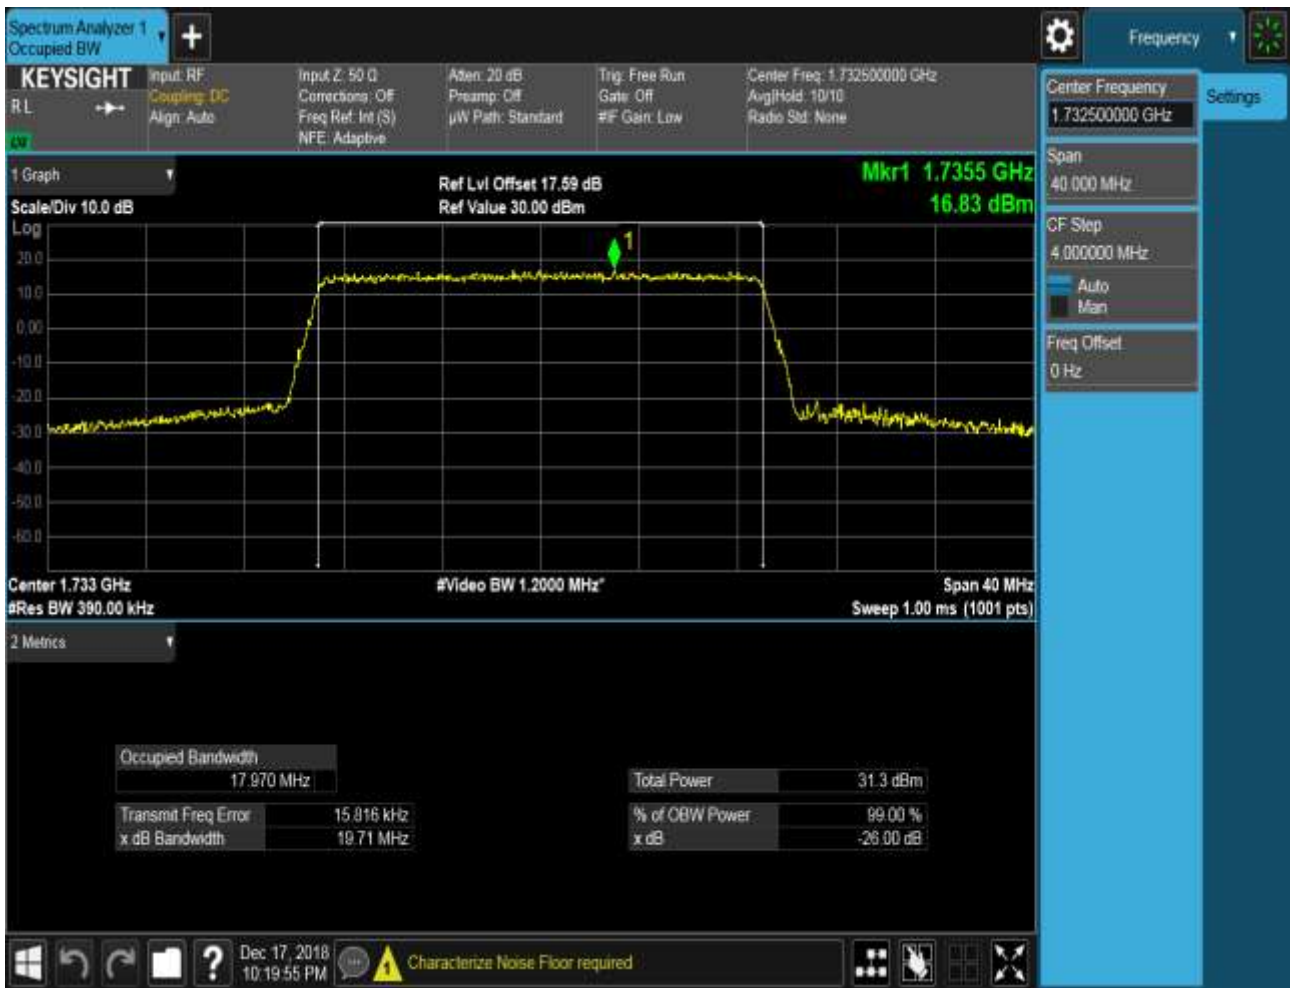 Spectrum Analyzer 1
Occupied BW
Frequency
KEYSIGHT
R L
Input: RF
Coupling: DC
Align: Auto
Input Z: 50 Ω
Corrections: Off
Freq Ref: Int (S)
NFE: Adaptive
Atten: 20 dB
Preamp: Off
µW Path: Standard
Trig: Free Run
Gate: Off
#IF Gain: Low
Center Freq: 1.732500000 GHz
Avg|Hold: 10/10
Radio Std: None
Center Frequency
1.732500000 GHz
Settings
Span
40.000 MHz
CF Step
4.000000 MHz
Auto
Man
Freq Offset
0 Hz
1 Graph
Scale/Div 10.0 dB
Ref Lvl Offset 17.59 dB
Ref Value 30.00 dBm
Mkr1 1.7355 GHz
16.83 dBm
Log
1
20.0
10.0
0.00
-10.0
-20.0
-30.0
-40.0
-50.0
-60.0
Center 1.733 GHz
#Video BW 1.2000 MHz*
Span 40 MHz
#Res BW 390.00 kHz
Sweep 1.00 ms (1001 pts)
2 Metrics
Occupied Bandwidth
17.970 MHz
Total Power 31.3 dBm
Transmit Freq Error 15.816 kHz
% of OBW Power 99.00 %
x dB Bandwidth 19.71 MHz
x dB -26.00 dB
Dec 17, 2018
10:19:55 PM
1
Characterize Noise Floor required